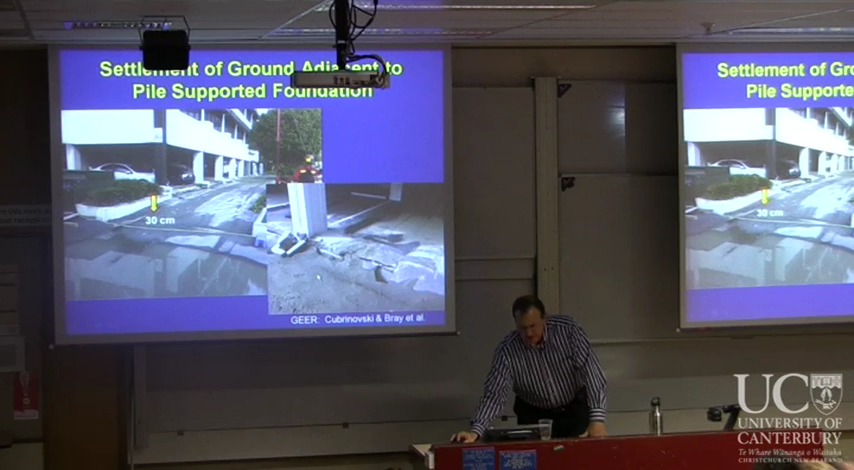 Settlement of Ground Adjacent to
Pile Supported Foundation
30 cm
GEER: Cubrinovski & Bray et al.
Settlement of Gro
Pile Supporte
30 cm
UC
UNIVERSITY OF
CANTERBURY
Te Whare Wānanga o Waitaha
CHRISTCHURCH NEW ZEALAND